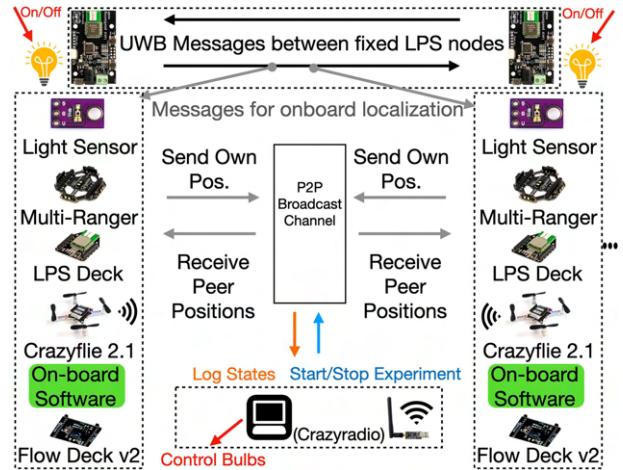 On/Off
On/Off
UWB Messages between fixed LPS nodes
Messages for onboard localization
Light Sensor
Multi-Ranger
LPS Deck
Crazyflie 2.1
On-board
Software
Flow Deck v2
Send Own
Pos.
Receive
Peer
Positions
P2P
Broadcast
Channel
Send Own
Pos.
Receive
Peer
Positions
Light Sensor
Multi-Ranger
LPS Deck
Crazyflie 2.1
On-board
Software
Flow Deck v2
...
Log States
Start/Stop Experiment
(Crazyradio)
Control Bulbs